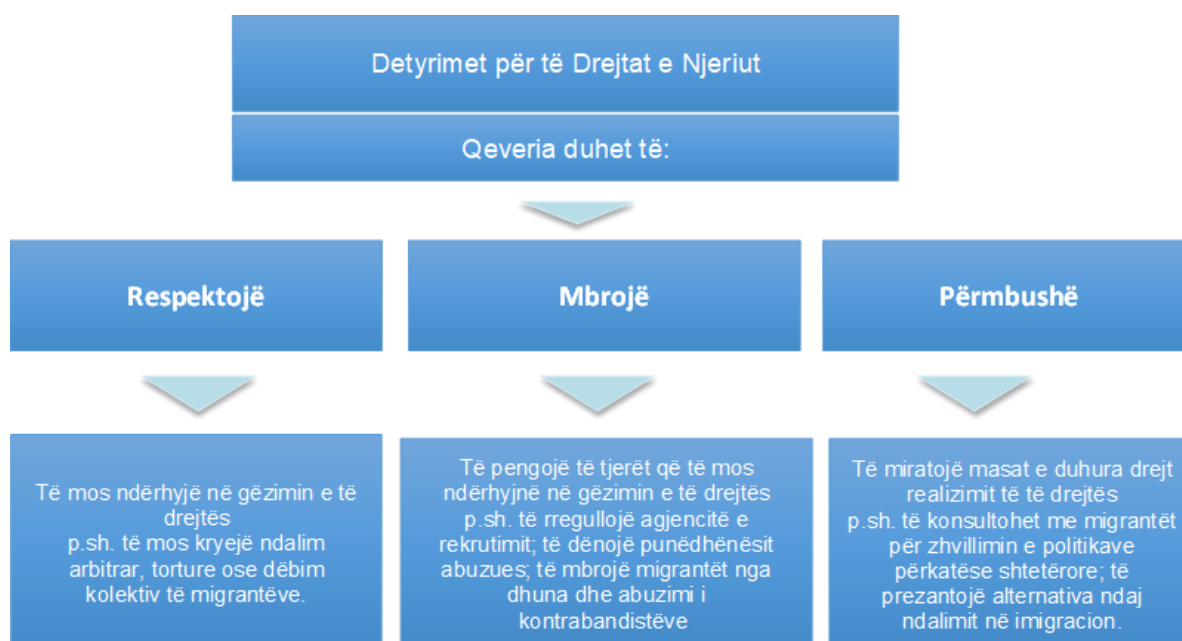 Detyrimet për të Drejtat e Njeriut
Qeveria duhet të:
Respektojë
Mbrojë
Përmbushë
Të mos ndërhyjë në gëzimin e të
drejtës
p.sh. të mos kryejë ndalim
arbitrar, torture ose dëbim
kolektiv të migrantëve.
Të pengojë të tjerët që të mos
ndërhyjnë në gëzimin e të drejtës
p.sh. të rregullojë agjencitë e
rekrutimit; të dënojë punëdhënësit
abuzues; të mbrojë migrantët nga
dhuna dhe abuzimi i
kontrabandistëve
Të miratojë masat e duhura drejt
realizimit të të drejtës
p.sh. të konsultohet me migrantët
për zhvillimin e politikave
përkatëse shtetërore; të
prezantojë alternativa ndaj
ndalimit në imigracion.